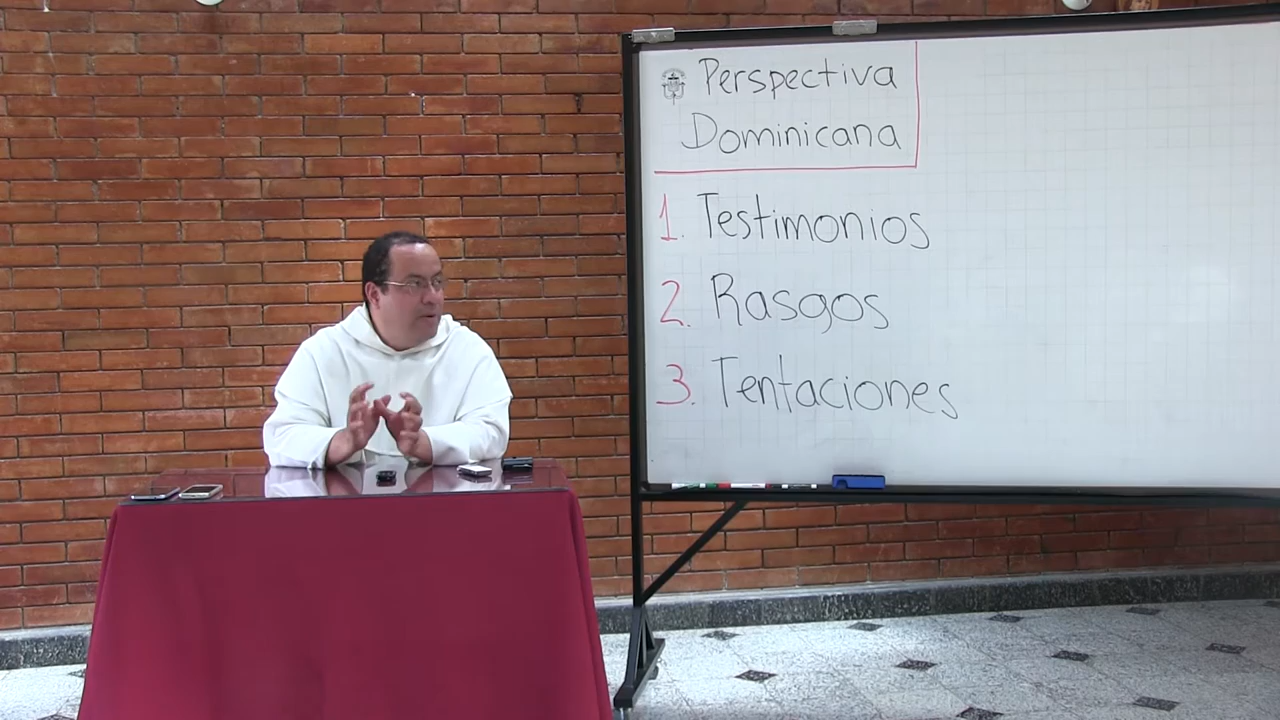 Perspectiva
Dominicana
1. Testimonios
2. Rasgos
3. Tentaciones